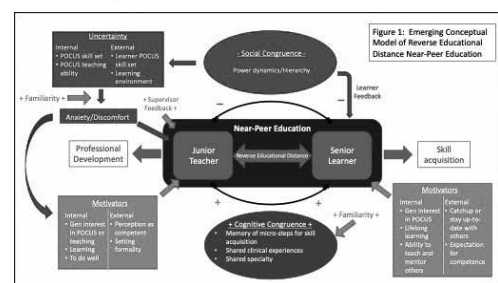 Figure 1: Emerging Conceptual
Model of Reverse Educational
Distance Near-Peer Education
Uncertainty
Internal
• POCUS skill set
• POCUS teaching
ability
External
• Learner POCUS
skill set
• Learning
environment
- Social Congruence -
Power dynamics/Hierarchy
+ Familiarity +
Anxiety/Discomfort
+ Supervisor
Feedback +
Learner
Feedback
−
−
Near-Peer Education
Professional
Development
Junior
Teacher
Reverse Educational Distance
Senior
Learner
Skill
acquisition
+
+
Motivators
Internal
• Gen interest
in POCUS or
teaching
• Learning
• To do well
External
• Perception as
competent
• Setting
formality
+ Cognitive Congruence +
• Memory of micro-steps for skill
acquisition
• Shared clinical experiences
• Shared specialty
+ Familiarity +
Motivators
Internal
• Gen interest
in POCUS
• Lifelong
learning
• Ability to
teach and
mentor
others
External
• Catchup or
stay up-to-
date with
others
• Expectation for
competence